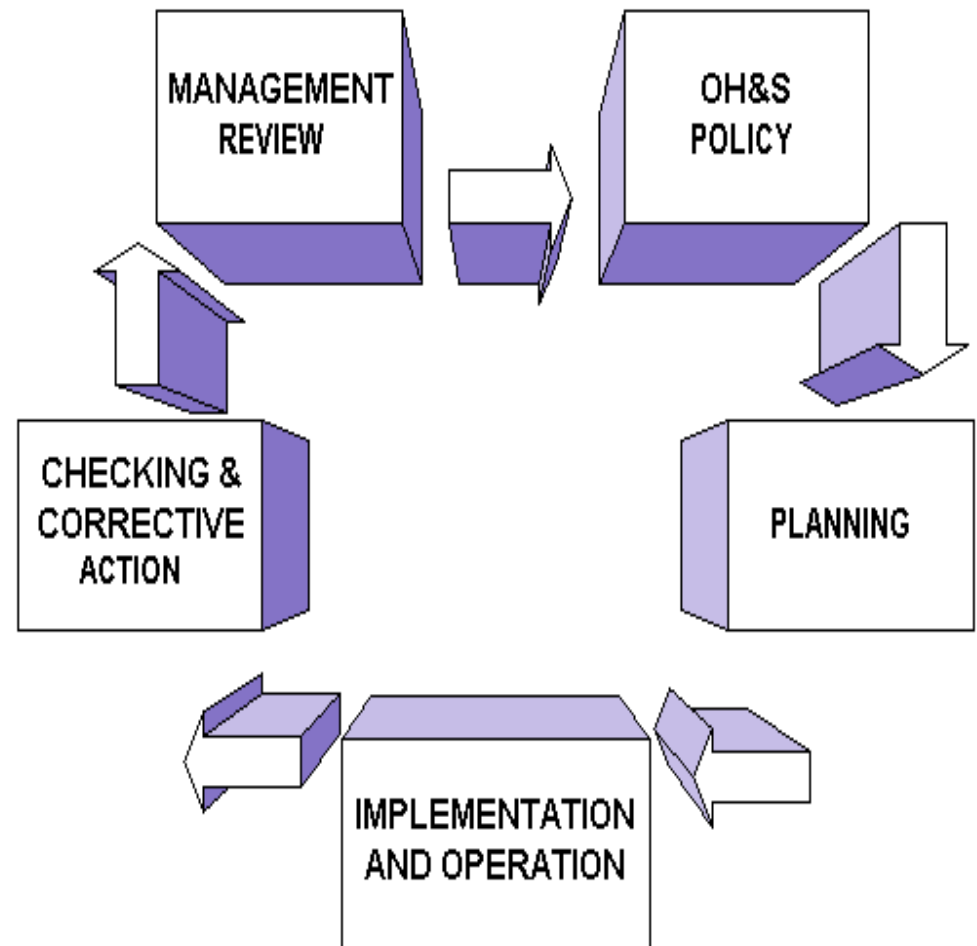 MANAGEMENT
REVIEW
OH&S
POLICY
PLANNING
IMPLEMENTATION
AND OPERATION
CHECKING &
CORRECTIVE
ACTION